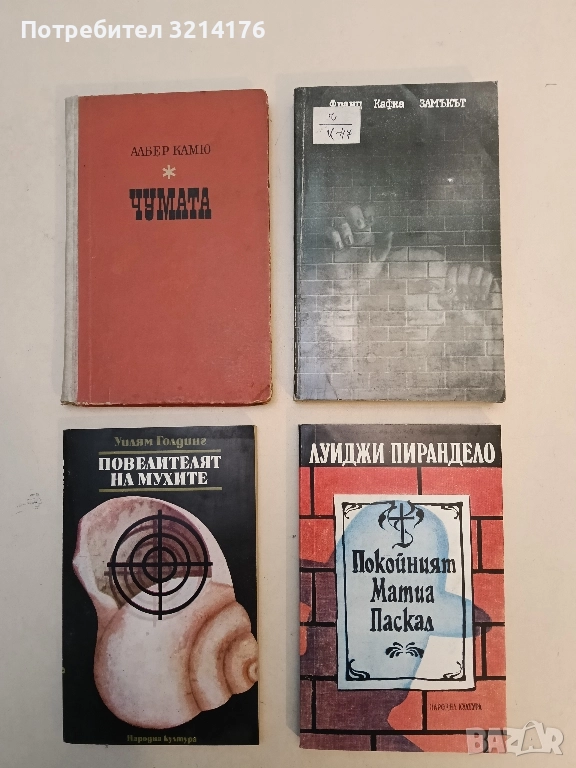 Потребител 3214176
АЛБЕР КАМЮ
*
ЧУМАТА
Франц Кафка ЗАМЪКЪТ
Уилям Голдинг
ПОВЕЛИТЕЛЯТ
НА МУХИТЕ
Народна култура
ЛУИДЖИ ПИРАНДЕЛО
Покойният
Матиа
Паскал
НАРОДНА КУЛТУРА
BAZAR